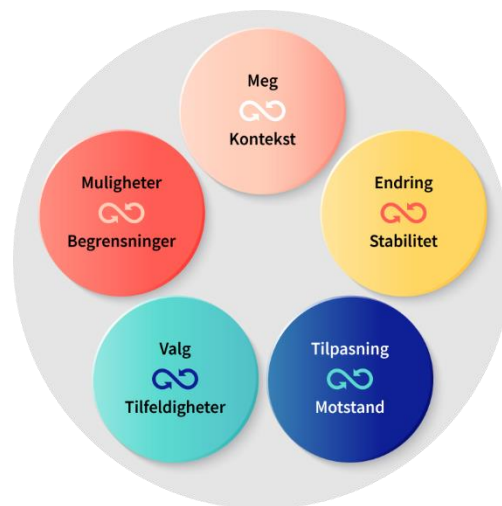 Meg
Kontekst
Endring
Stabilitet
Tilpasning
Motstand
Valg
Tilfeldigheter
Muligheter
Begrensninger